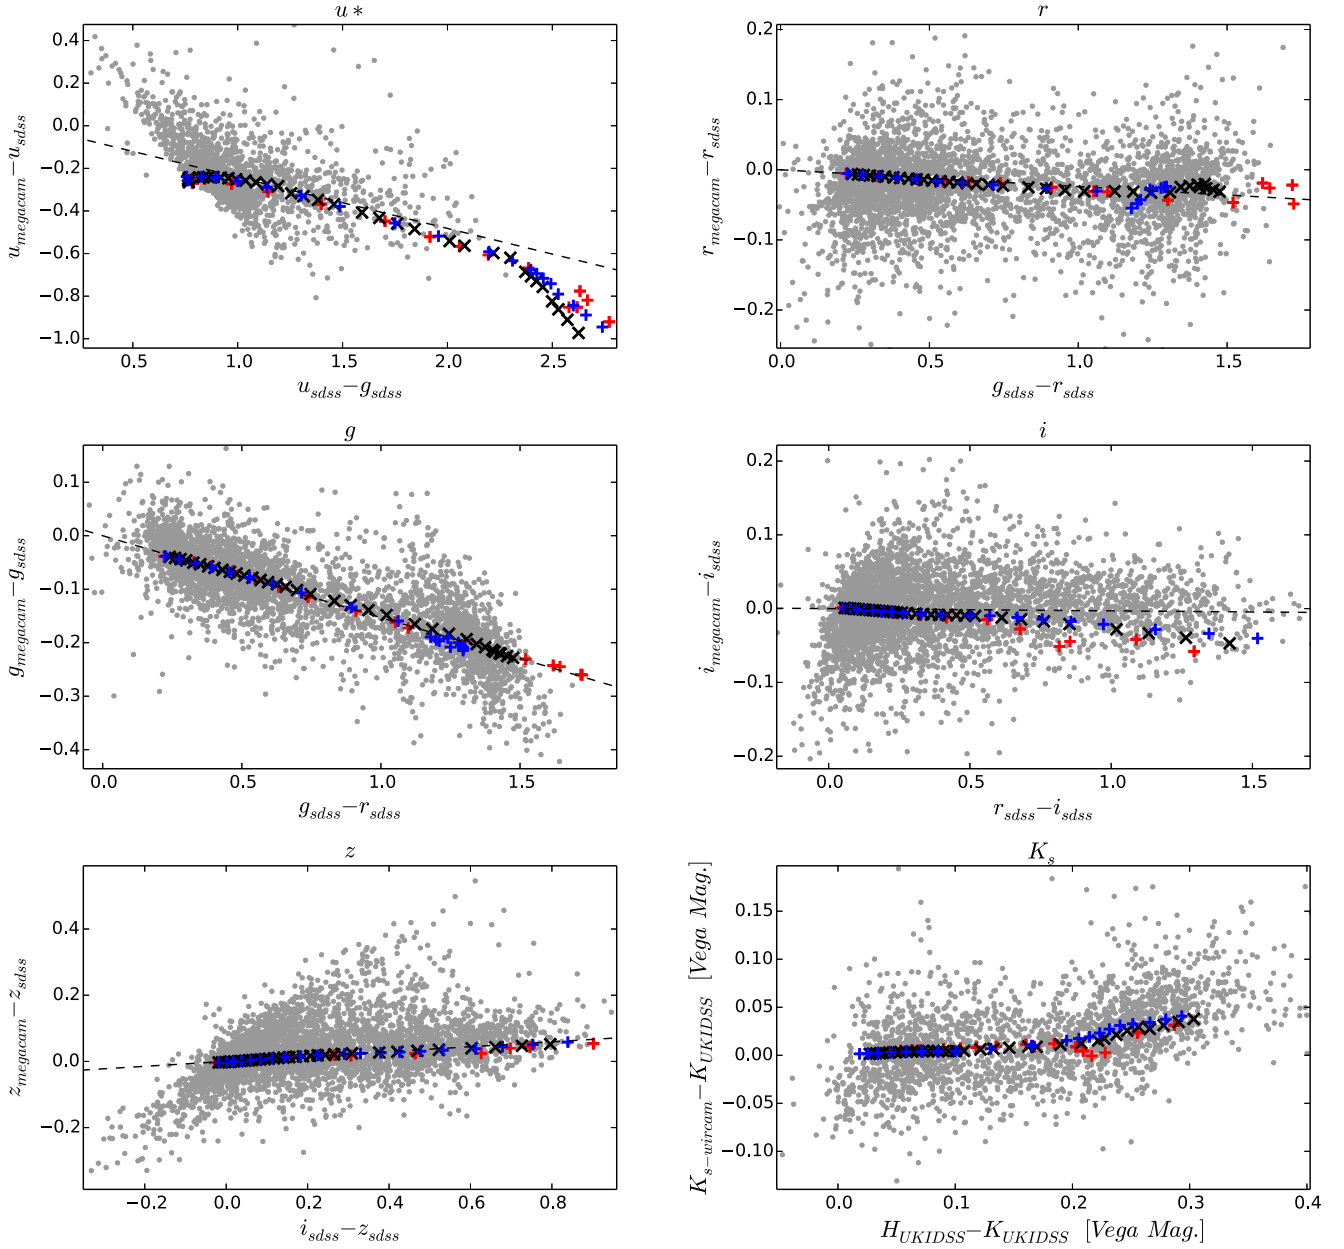 u*
0.4
0.2
0.0
−0.2
−0.4
−0.6
−0.8
−1.0
u_megacam−u_sdss
0.5 1.0 1.5 2.0 2.5
u_sdss−g_sdss
r
0.2
0.1
0.0
−0.1
−0.2
r_megacam−r_sdss
0.0 0.5 1.0 1.5
g_sdss−r_sdss
g
0.1
0.0
−0.1
−0.2
−0.3
−0.4
g_megacam−g_sdss
0.0 0.5 1.0 1.5
g_sdss−r_sdss
i
0.2
0.1
0.0
−0.1
−0.2
i_megacam−i_sdss
0.0 0.5 1.0 1.5
r_sdss−i_sdss
z
0.4
0.2
0.0
−0.2
z_megacam−z_sdss
−0.2 0.0 0.2 0.4 0.6 0.8
i_sdss−z_sdss
K_s
0.15
0.10
0.05
0.00
−0.05
−0.10
K_s−wircam−K_UKIDSS [Vega Mag.]
0.0 0.1 0.2 0.3 0.4
H_UKIDSS−K_UKIDSS [Vega Mag.]